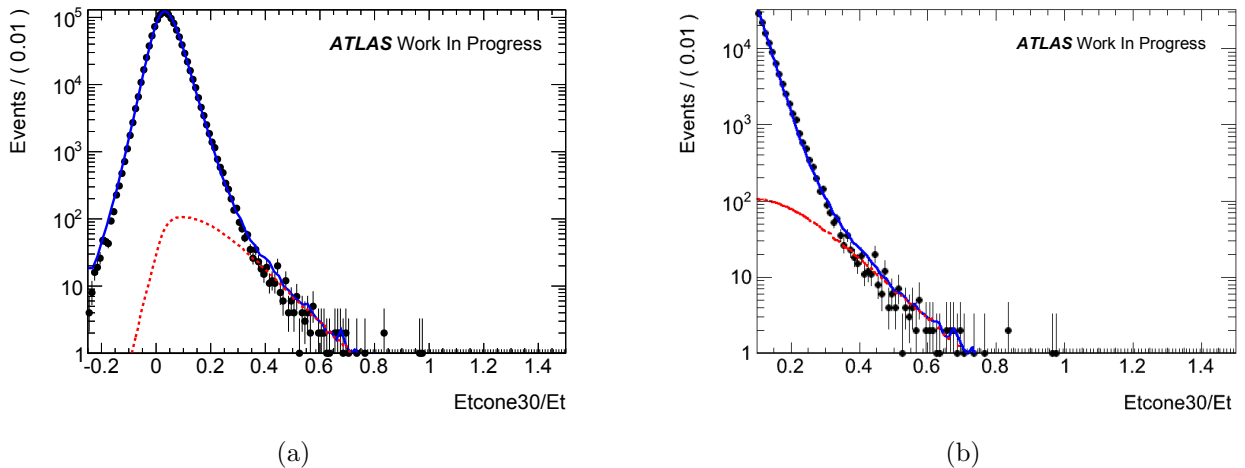 Events / ( 0.01 )
10^5
10^4
10^3
10^2
10
1
ATLAS Work In Progress
-0.2 0 0.2 0.4 0.6 0.8 1 1.2 1.4
Etcone30/Et
(a)
Events / ( 0.01 )
10^4
10^3
10^2
10
1
ATLAS Work In Progress
0.2 0.4 0.6 0.8 1 1.2 1.4
Etcone30/Et
(b)